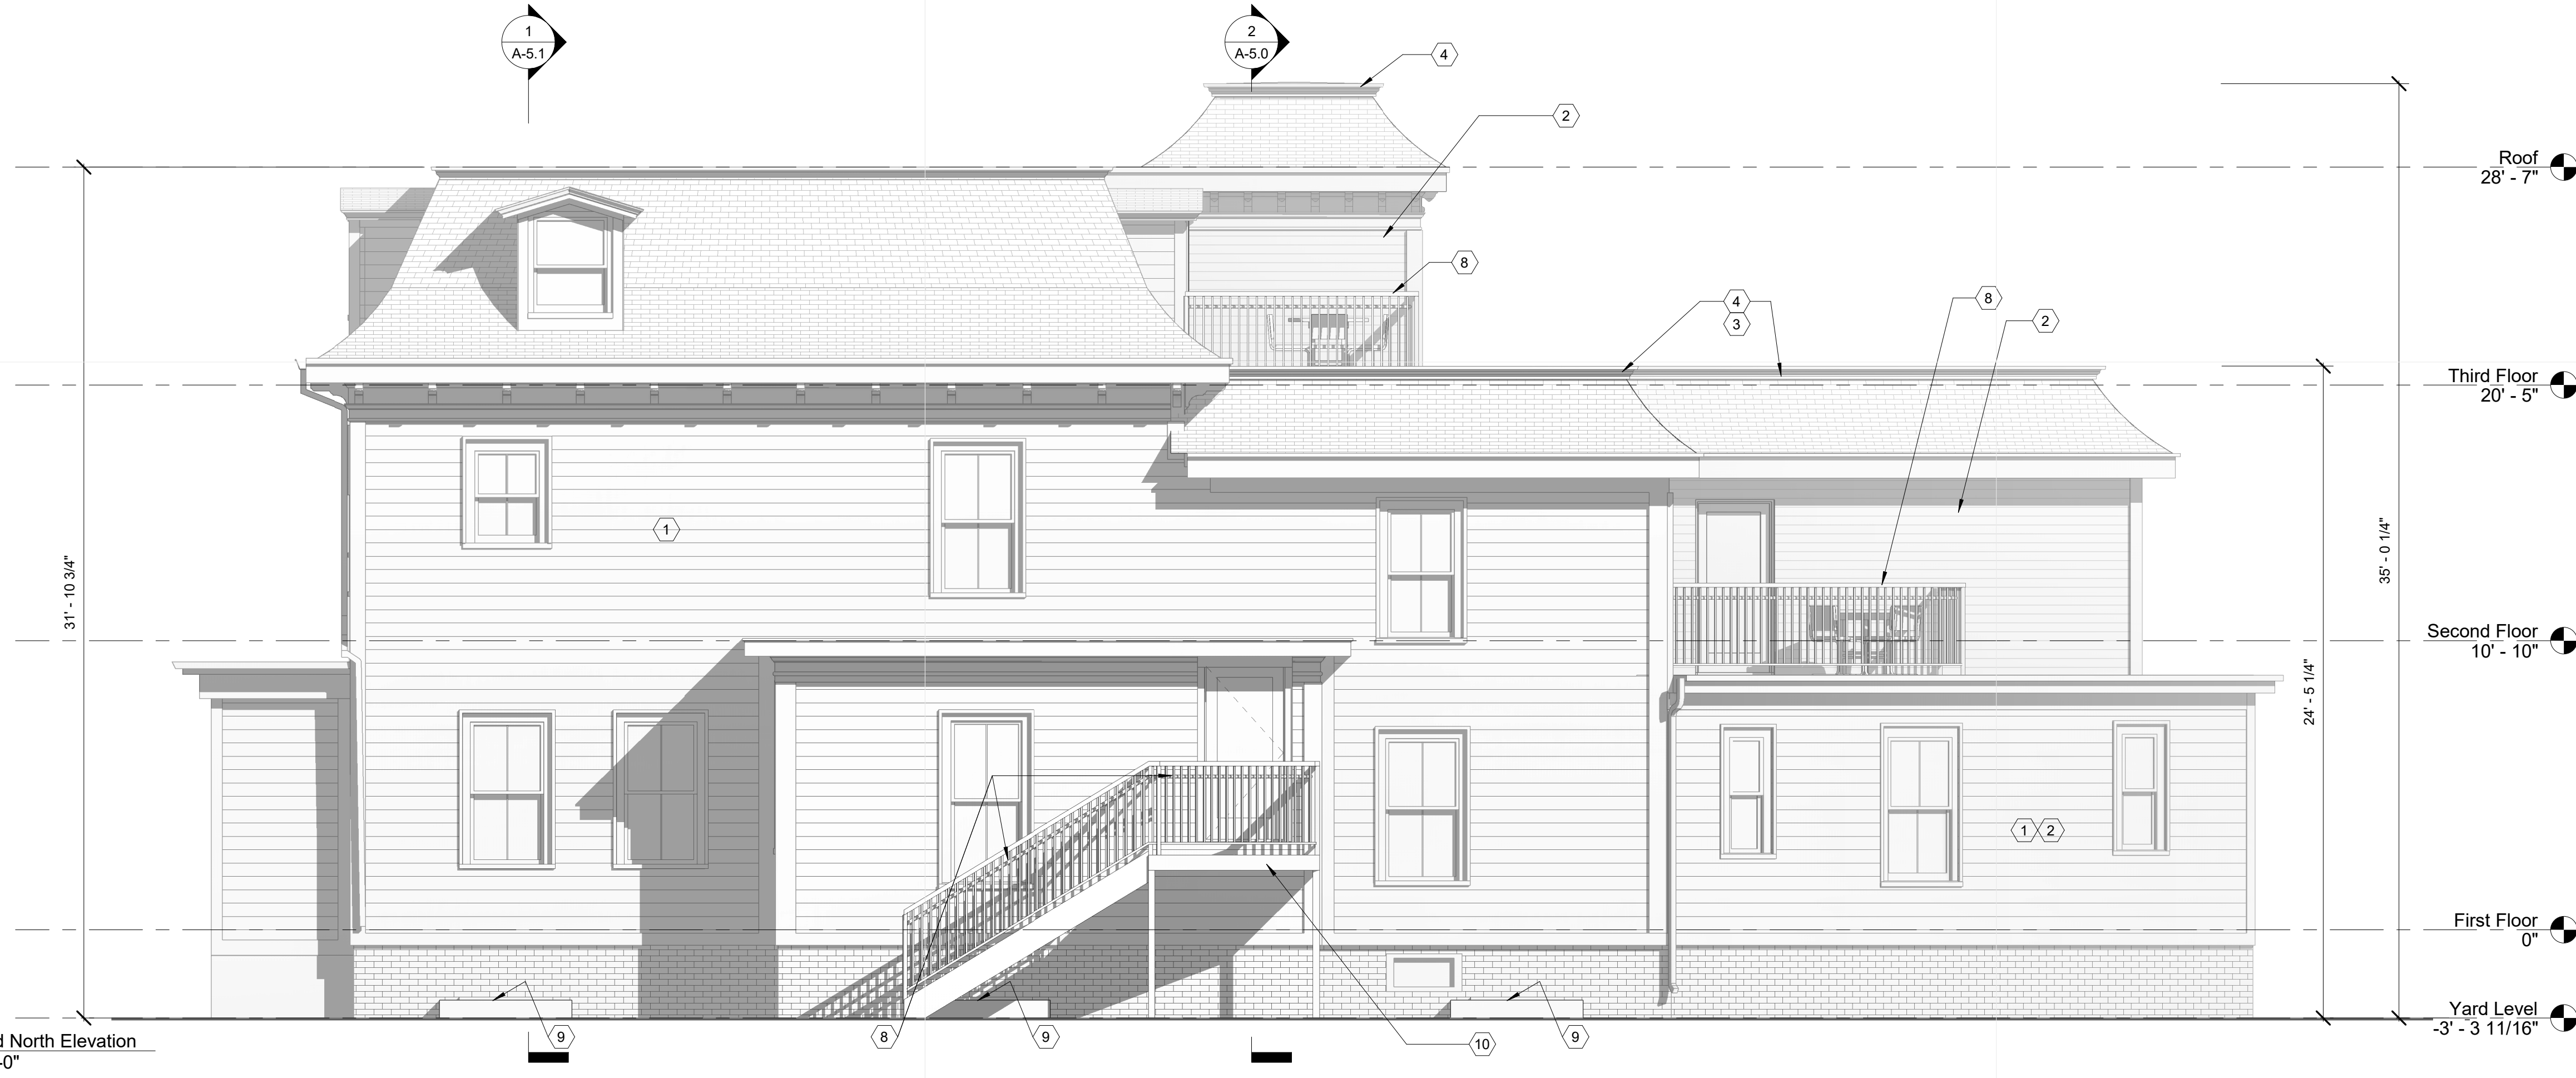 1
A-5.1
2
A-5.0
4
2
Roof
28' - 7"
8
4
3
8
2
Third Floor
20' - 5"
1
31' - 10 3/4"
35' - 0 1/4"
24' - 5 1/4"
Second Floor
10' - 10"
1
2
First Floor
0"
Yard Level
-3' - 3 11/16"
9
8
9
10
9
d North Elevation
-0"